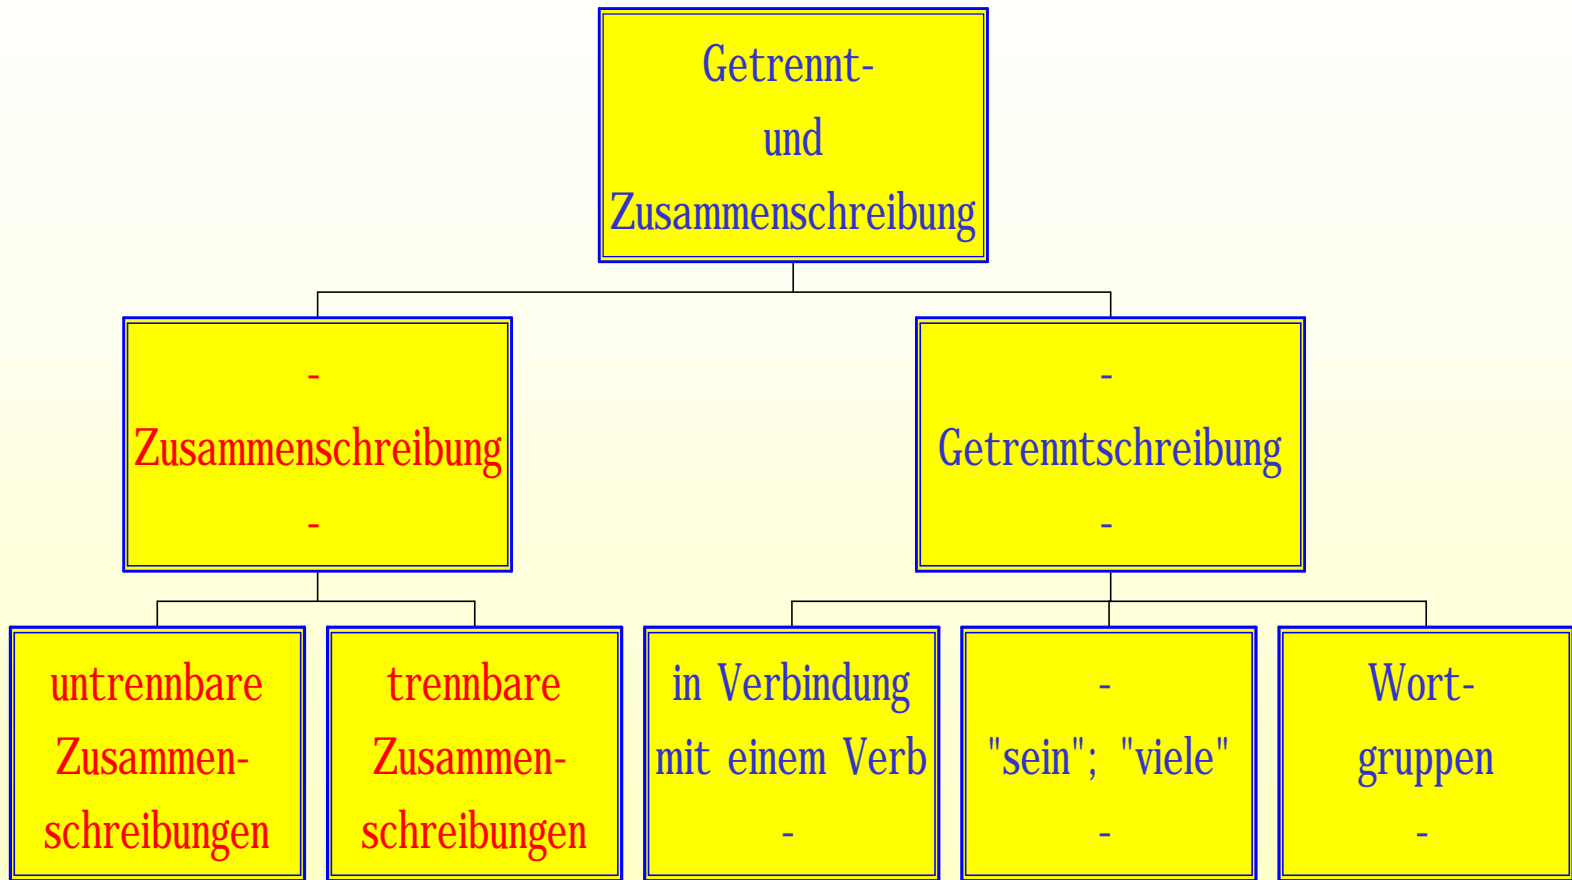 Getrennt-
und
Zusammenschreibung
-
Zusammenschreibung
-
-
Getrenntschreibung
-
untrennbare
Zusammen-
schreibungen
trennbare
Zusammen-
schreibungen
in Verbindung
mit einem Verb
-
-
"sein"; "viele"
-
Wort-
gruppen
-